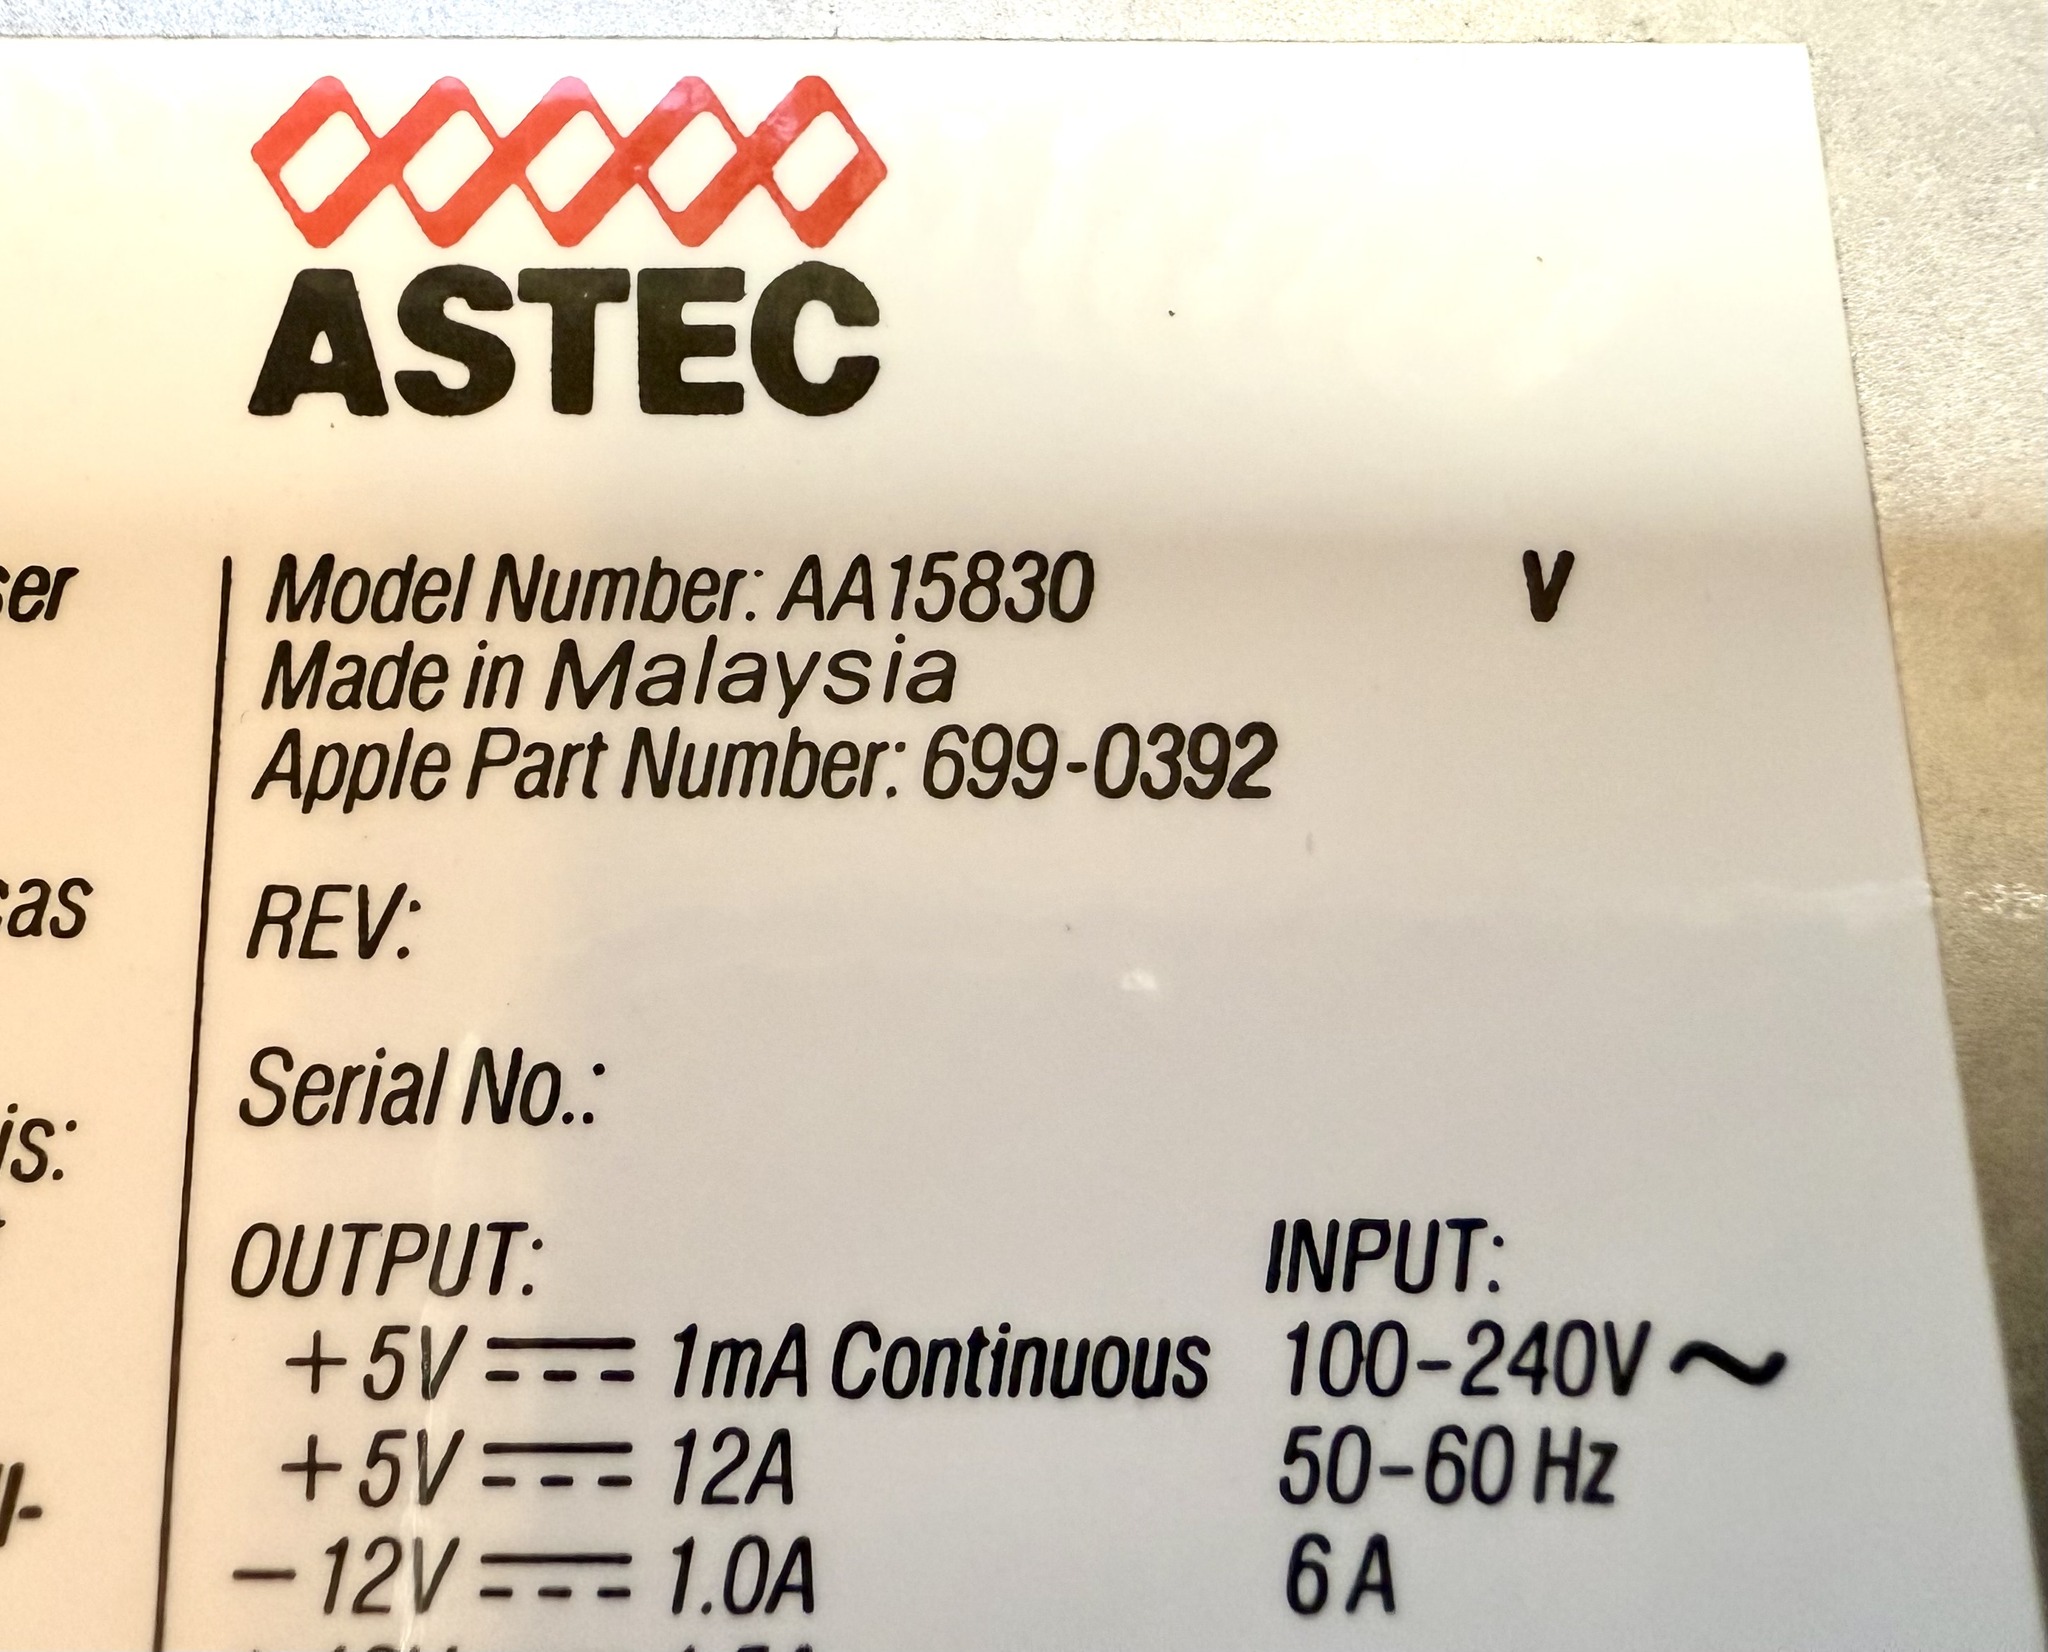 ASTEC
ser
cas
is:
Model Number: AA15830 V
Made in Malaysia
Apple Part Number: 699-0392
REV:
Serial No.:
OUTPUT: INPUT:
+5V ⎓ 1mA Continuous 100-240V ~
+5V ⎓ 12A 50-60 Hz
-12V ⎓ 1.0A 6 A